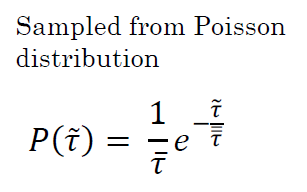 Sampled from Poisson
distribution
P(τ̃) = 1/τ̄ e^(-τ̃/τ̿)